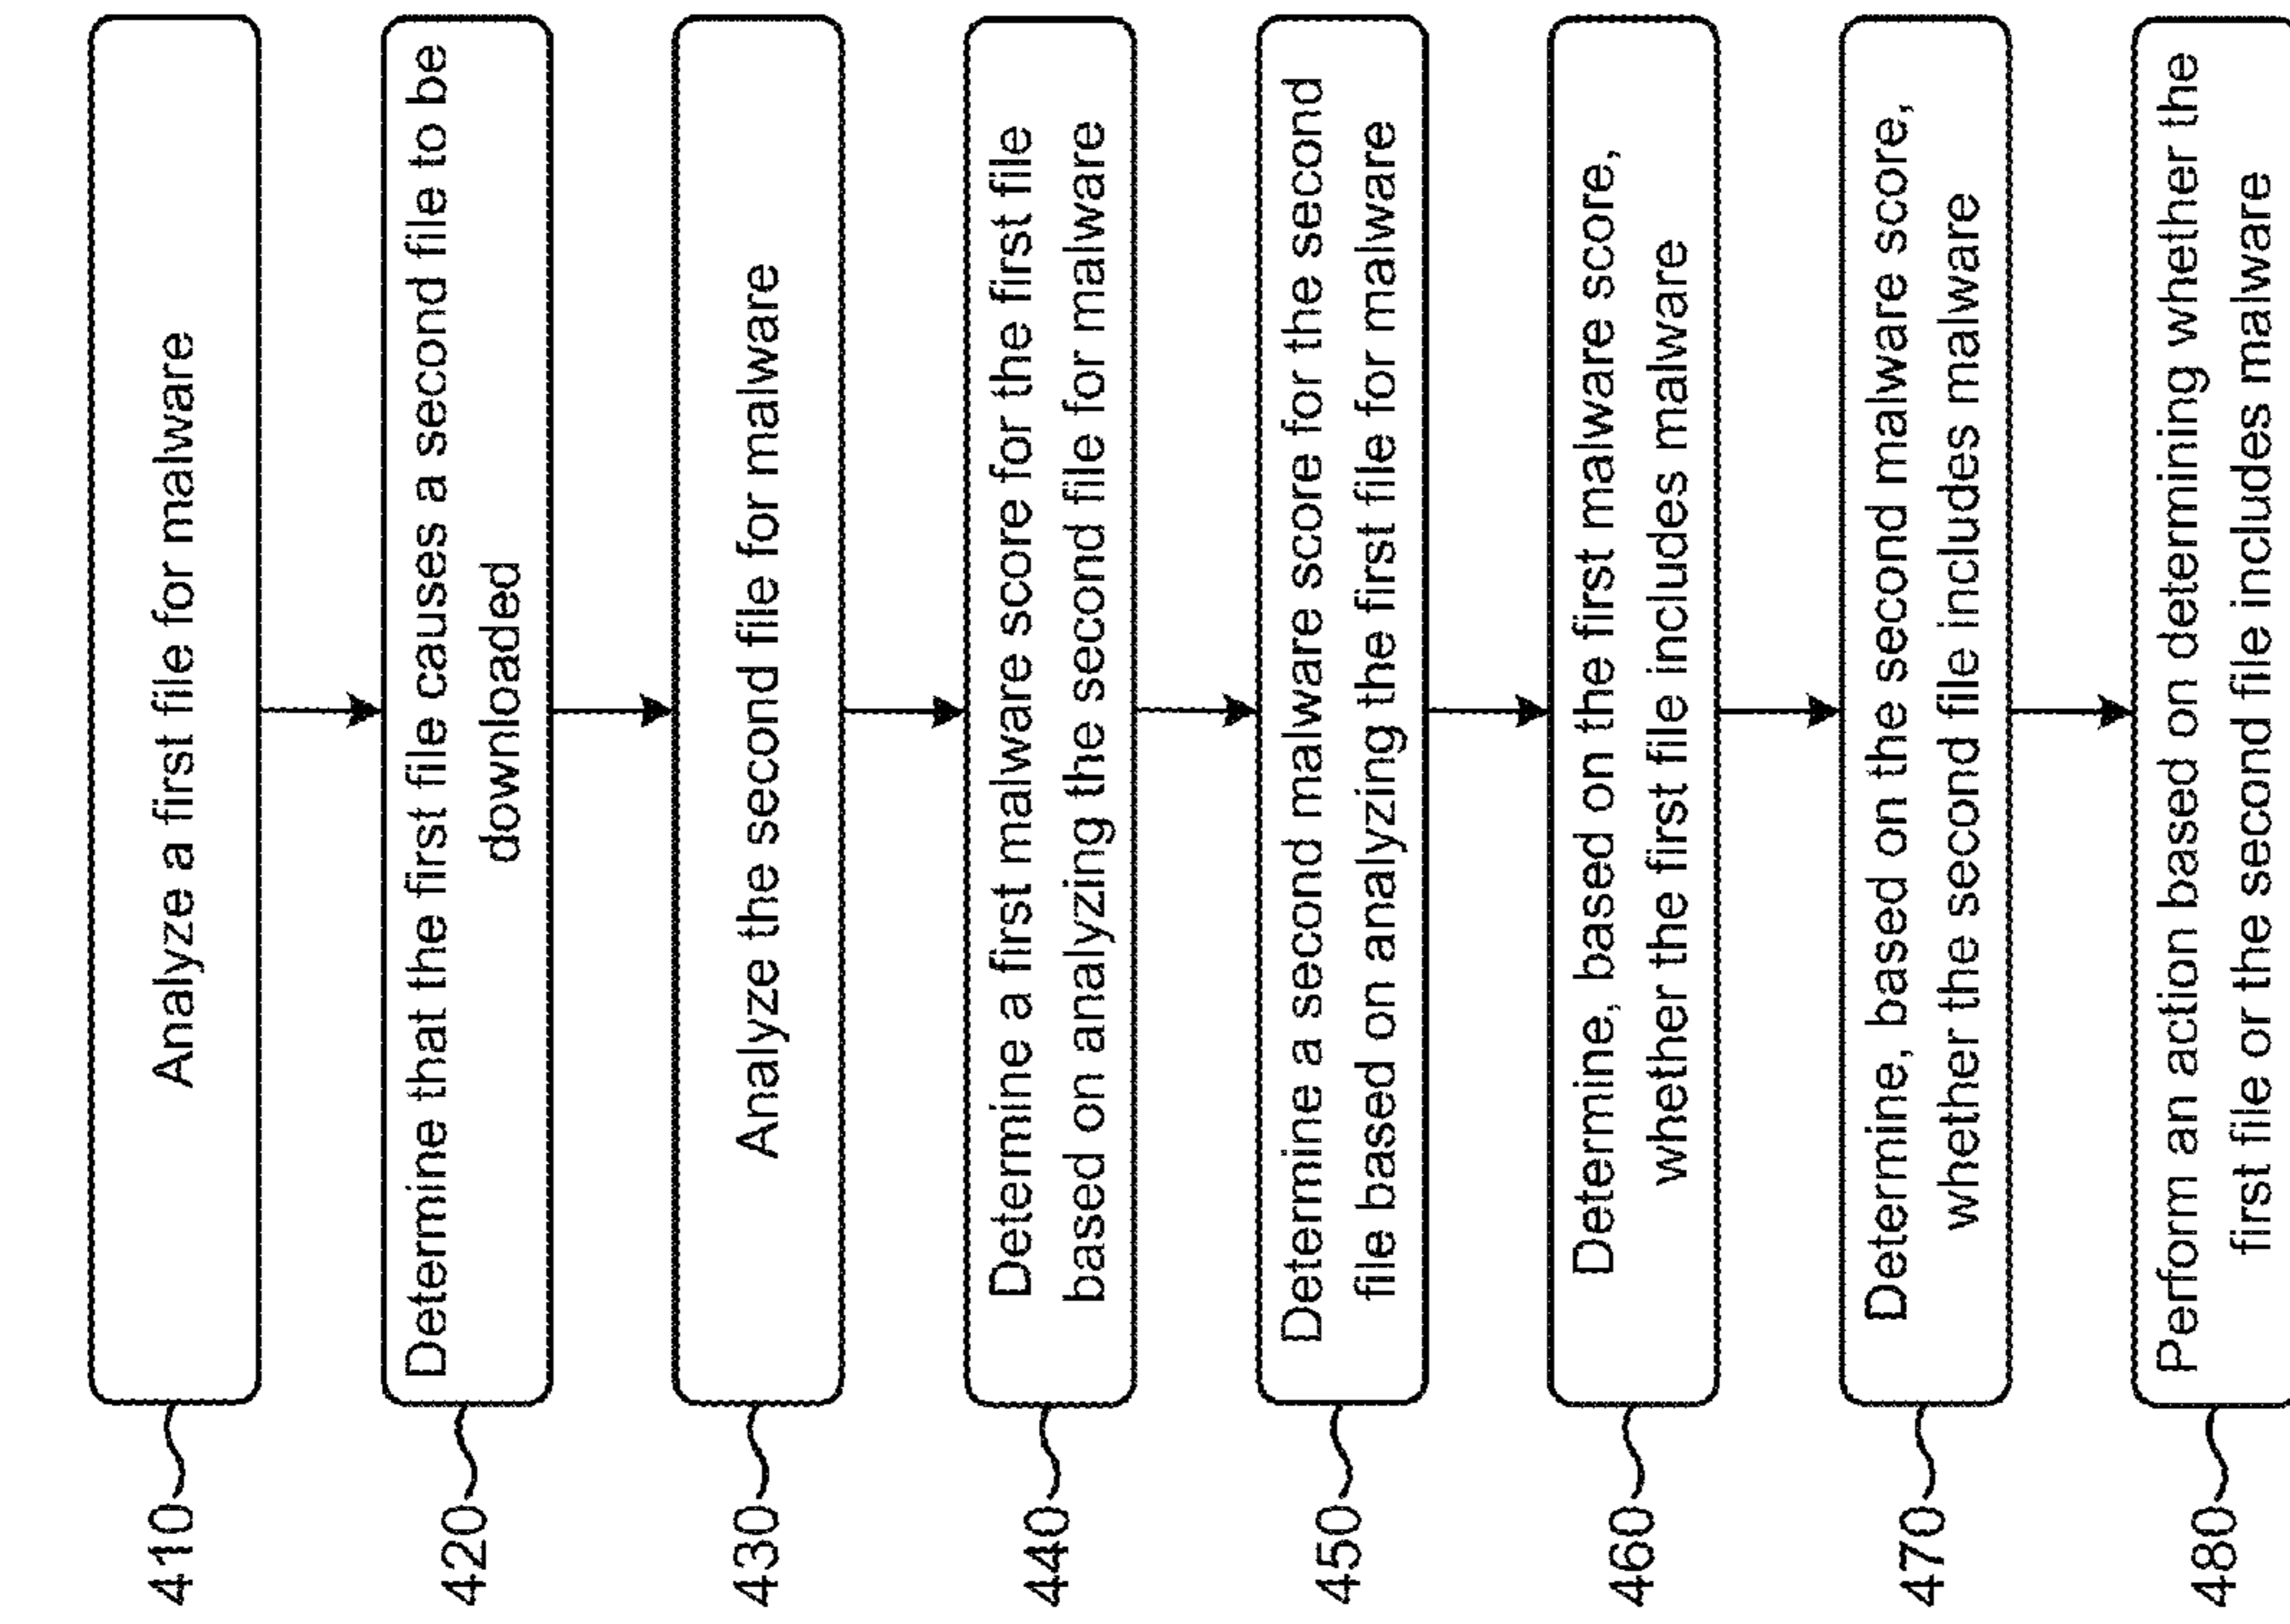 410
Analyze a first file for malware
420
Determine that the first file causes a second file to be
downloaded
430
Analyze the second file for malware
440
Determine a first malware score for the first file
based on analyzing the second file for malware
450
Determine a second malware score for the second
file based on analyzing the first file for malware
460
Determine, based on the first malware score,
whether the first file includes malware
470
Determine, based on the second malware score,
whether the second file includes malware
480
Perform an action based on determining whether the
first file or the second file includes malware